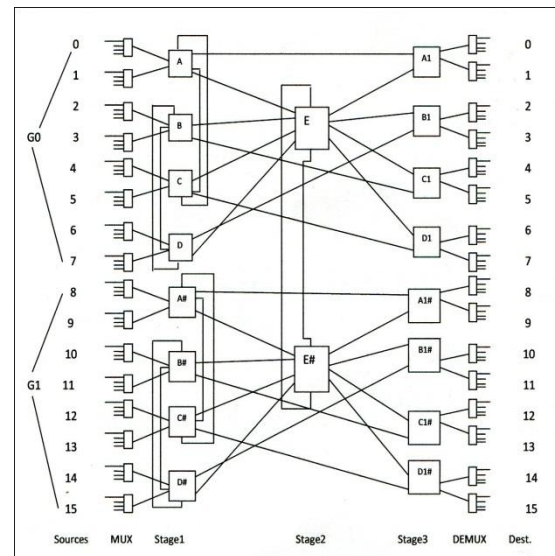 0 A A1 0
1 1
2 B E B1 2
G0 3 3
4 C C1 4
5 5
6 D D1 6
7 7
8 A# A1# 8
9 9
10 B# E# B1# 10
G1 11 11
12 C# C1# 12
13 13
14 D# D1# 14
15 15
Sources MUX Stage1 Stage2 Stage3 DEMUX Dest.